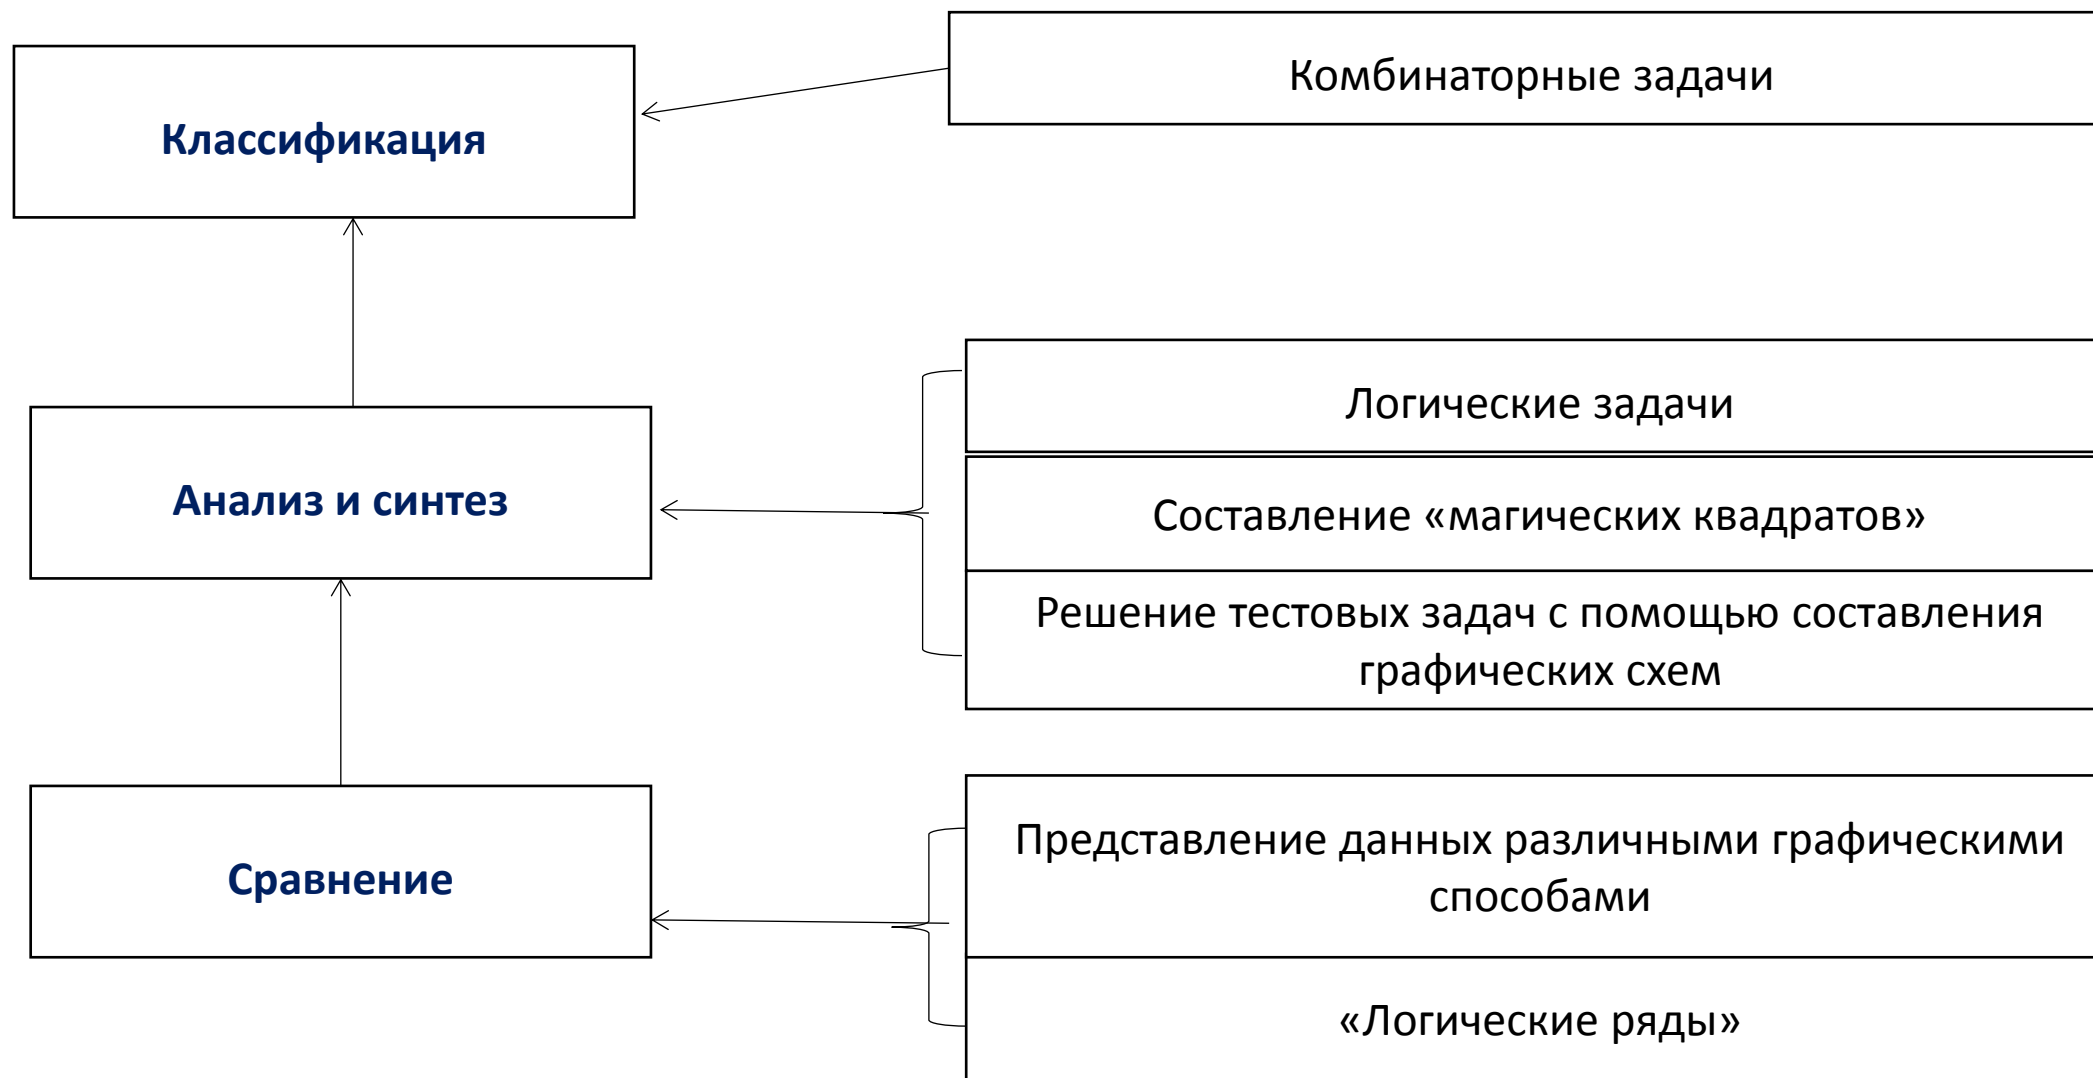 Комбинаторные задачи
Классификация
Логические задачи
Анализ и синтез
Составление «магических квадратов»
Решение тестовых задач с помощью составления
графических схем
Представление данных различными графическими
способами
Сравнение
«Логические ряды»